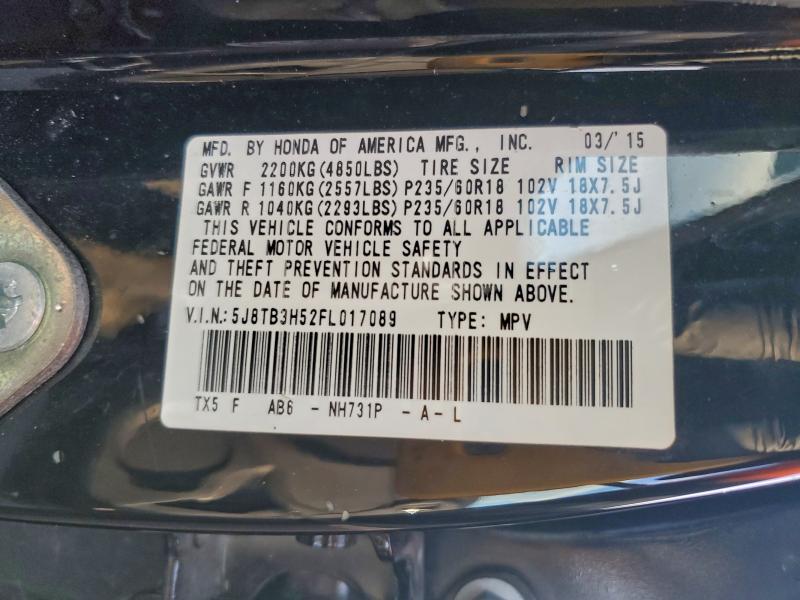 MFD. BY HONDA OF AMERICA MFG., INC. 03/'15
GVWR 2200KG(4850LBS) TIRE SIZE RIM SIZE
GAWR F 1160KG(2557LBS) P235/60R18 102V 18X7.5J
GAWR R 1040KG(2293LBS) P235/60R18 102V 18X7.5J
THIS VEHICLE CONFORMS TO ALL APPLICABLE
FEDERAL MOTOR VEHICLE SAFETY
AND THEFT PREVENTION STANDARDS IN EFFECT
ON THE DATE OF MANUFACTURE SHOWN ABOVE.
V.I.N.:5J8TB3H52FL017089 TYPE: MPV
TX5 F AB6 - NH731P - A - L